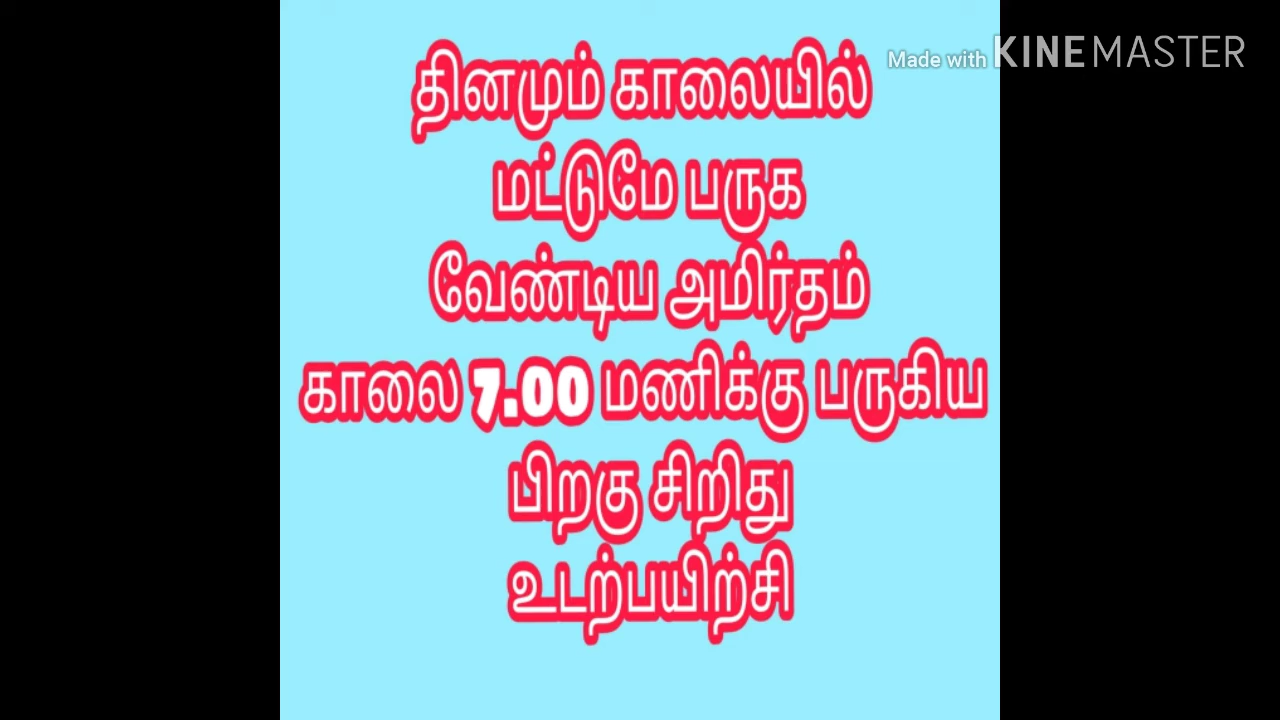 Made with KINEMASTER
தினமும் காலையில்
மட்டுமே பருக
வேண்டிய அமிர்தம்
காலை 7.00 மணிக்கு பருகிய
பிறகு சிறிது
உடற்பயிற்சி